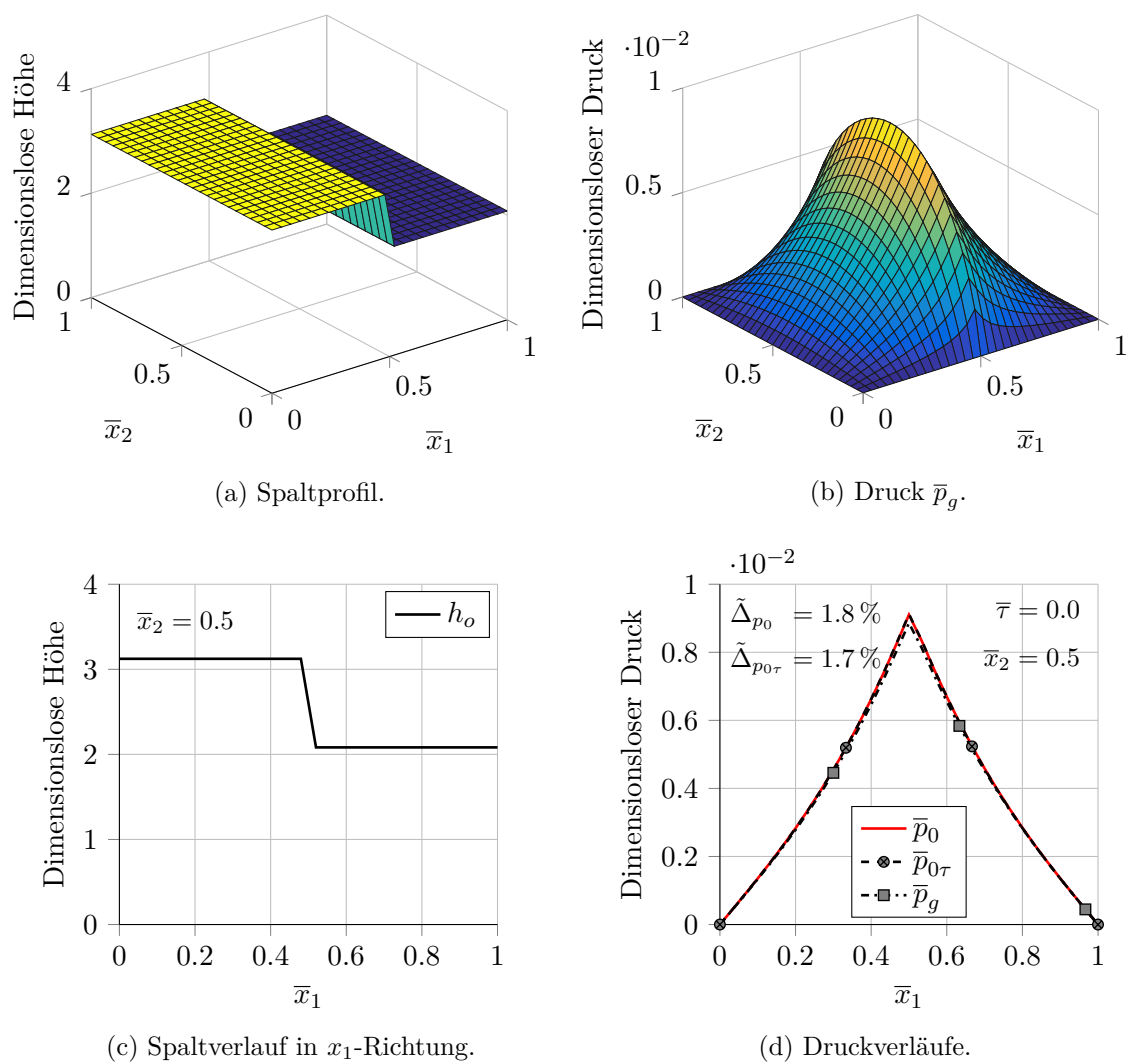 Dimensionslose Höhe
4
2
0
1
0.5
0
x̅₂
0
0.5
1
x̅₁
(a) Spaltprofil.
·10⁻²
Dimensionsloser Druck
1
0.5
0
1
0.5
0
x̅₂
0
0.5
1
x̅₁
(b) Druck p̅_g.
Dimensionslose Höhe
4
3
2
1
0
x̅₂ = 0.5
h_o
0 0.2 0.4 0.6 0.8 1
x̅₁
(c) Spaltverlauf in x₁-Richtung.
·10⁻²
Dimensionsloser Druck
1
0.8
0.6
0.4
0.2
0
Δ̃_{p₀} = 1.8 % τ̅ = 0.0
Δ̃_{p₀τ} = 1.7 % x̅₂ = 0.5
p̅₀
p̅_{0τ}
p̅_g
0 0.2 0.4 0.6 0.8 1
x̅₁
(d) Druckverläufe.